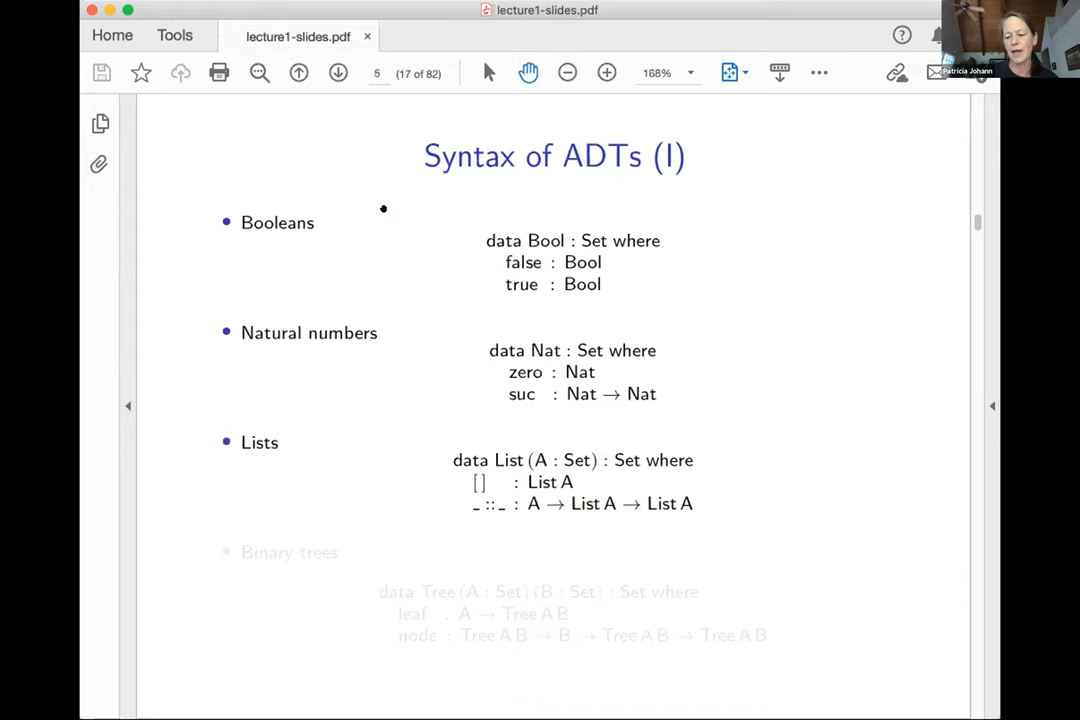 lecture1-slides.pdf
Home Tools lecture1-slides.pdf ×
5 (17 of 82) 168%
Patricia Johann
Syntax of ADTs (I)
• Booleans
data Bool : Set where
false : Bool
true : Bool
• Natural numbers
data Nat : Set where
zero : Nat
suc : Nat → Nat
• Lists
data List (A : Set) : Set where
[] : List A
_::_ : A → List A → List A
• Binary trees
data Tree (A : Set) (B : Set) : Set where
leaf : A → Tree A B
node : Tree A B → B → Tree A B → Tree A B